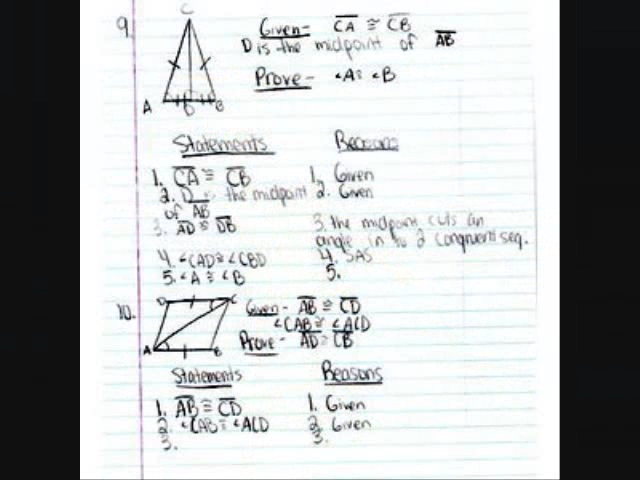 C
9. Given- CA ≅ CB
D is the midpoint of AB
Prove- ∢A≅ ∢B
A D B
Statements Reasons
1. CA ≅ CB 1. Given
2. D is the midpoint 2. Given
of AB
3. AD ≅ DB 3. the midpoint cuts an
angle in to 2 congruent seg.
4. ∢CAD ≅ ∢CBD 4. SAS
5. ∢A ≅ ∢B 5.
D C
10. Given- AB ≅ CD
∢CAB ≅ ∢ACD
A B Prove- AD ≅ CB
Statements Reasons
1. AB ≅ CD 1. Given
2. ∢CAB ≅ ∢ACD 2. Given
3. 3.